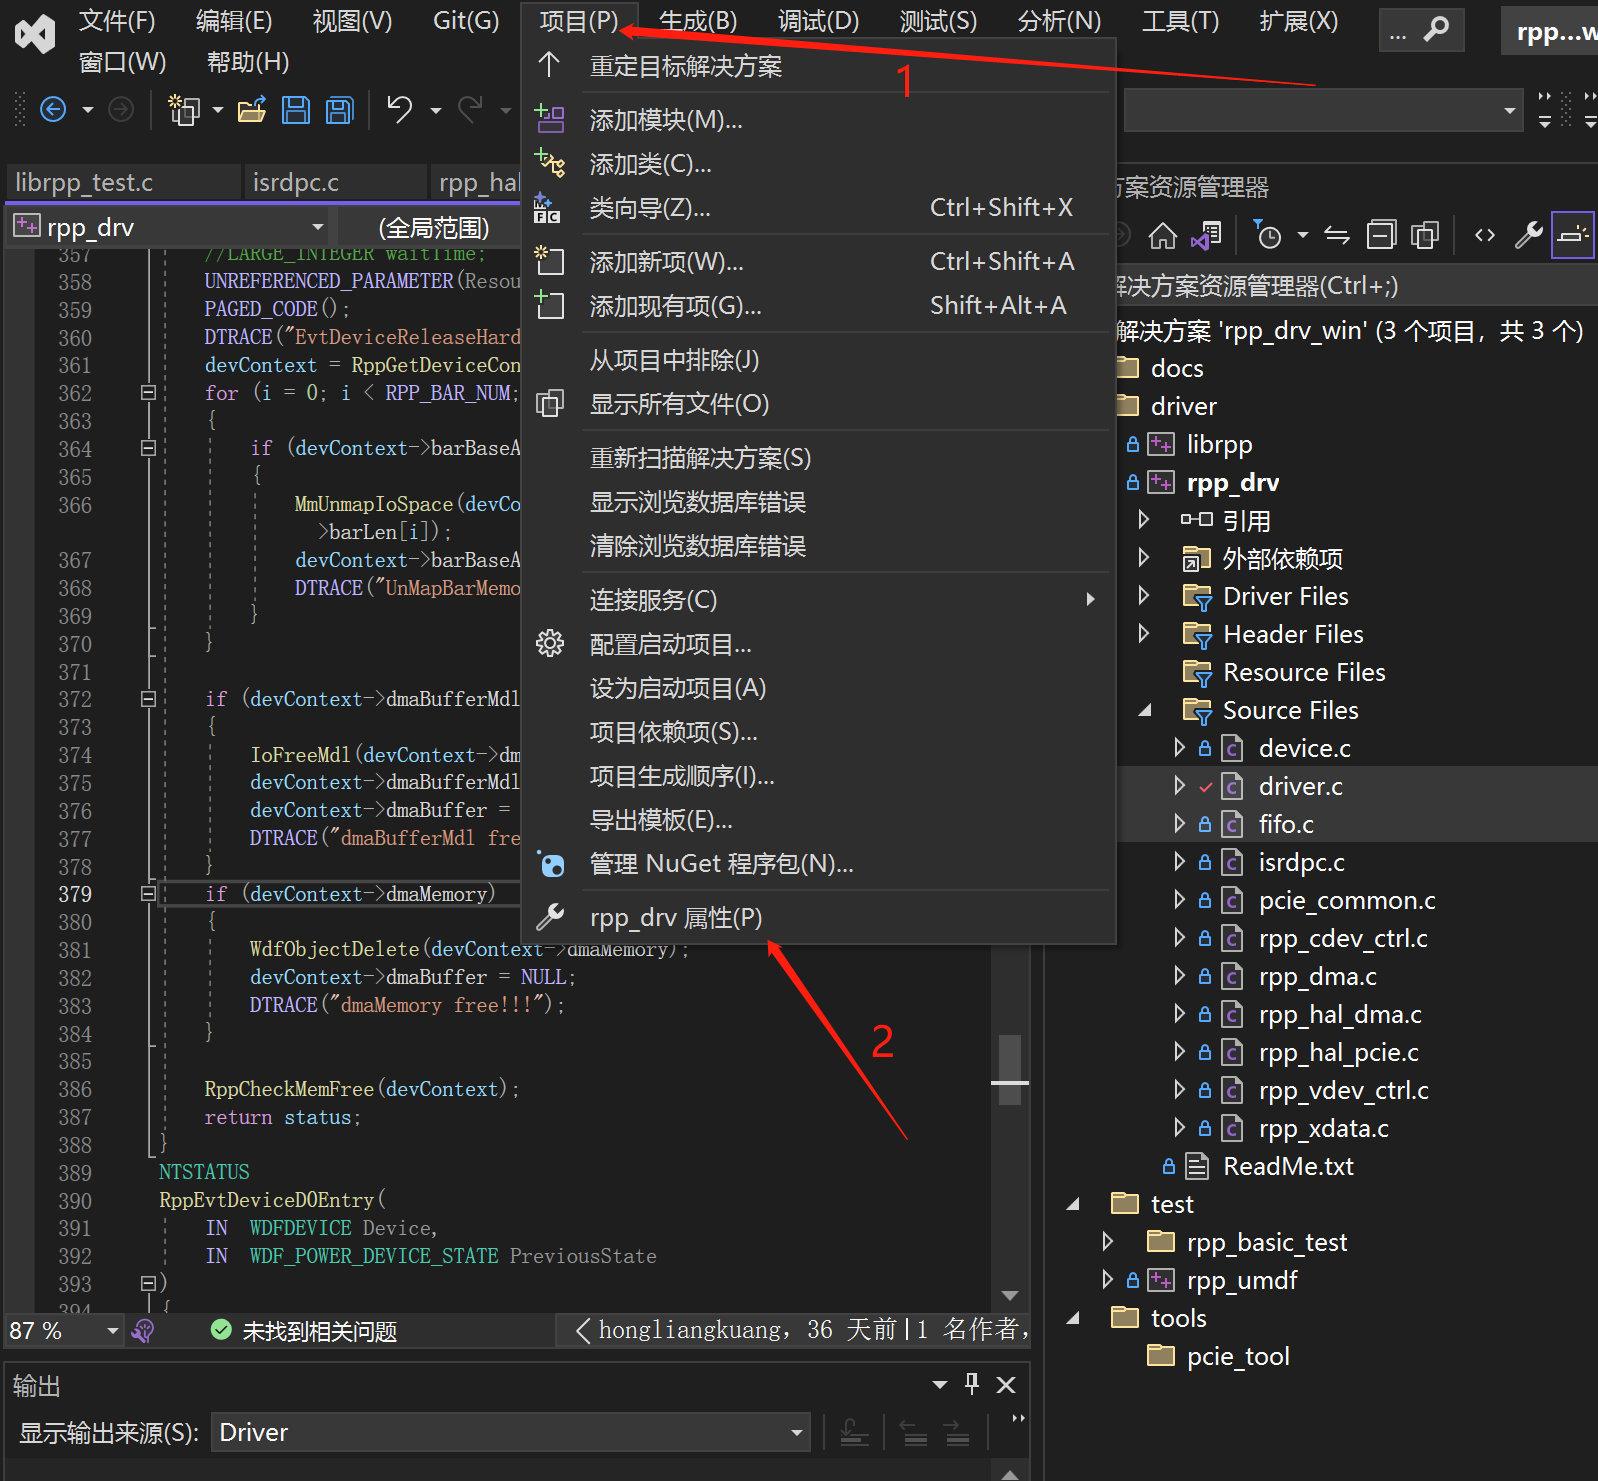 文件(F) 编辑(E) 视图(V) Git(G) 项目(P) 生成(B) 调试(D) 测试(S) 分析(N) 工具(T) 扩展(X) ... rpp...w
窗口(W) 帮助(H)
重定目标解决方案
添加模块(M)...
添加类(C)...
类向导(Z)... Ctrl+Shift+X
添加新项(W)... Ctrl+Shift+A
添加现有项(G)... Shift+Alt+A
从项目中排除(J)
显示所有文件(O)
重新扫描解决方案(S)
显示浏览数据库错误
清除浏览数据库错误
连接服务(C)
配置启动项目...
设为启动项目(A)
项目依赖项(S)...
项目生成顺序(I)...
导出模板(E)...
管理 NuGet 程序包(N)...
rpp_drv 属性(P)
1
2
librpp_test.c isrdpc.c rpp_hal
rpp_drv (全局范围)
357 //LARGE_INTEGER waitTime;
358 UNREFERENCED_PARAMETER(Resou
359 PAGED_CODE();
360 DTRACE("EvtDeviceReleaseHard
361 devContext = RppGetDeviceCon
362 for (i = 0; i < RPP_BAR_NUM;
363 {
364 if (devContext->barBaseA
365 {
366 MmUnmapIoSpace(devCo
>barLen[i]);
367 devContext->barBaseA
368 DTRACE("UnMapBarMemo
369 }
370 }
371
372 if (devContext->dmaBufferMdl
373 {
374 IoFreeMdl(devContext->dm
375 devContext->dmaBufferMdl
376 devContext->dmaBuffer =
377 DTRACE("dmaBufferMdl fre
378 }
379 if (devContext->dmaMemory)
380 {
381 WdfObjectDelete(devContext->dmaMemory);
382 devContext->dmaBuffer = NULL;
383 DTRACE("dmaMemory free!!!");
384 }
385
386 RppCheckMemFree(devContext);
387 return status;
388 }
389 NTSTATUS
390 RppEvtDeviceD0Entry(
391 IN WDFDEVICE Device,
392 IN WDF_POWER_DEVICE_STATE PreviousState
393 )
394 {
87 % 未找到相关问题 hongliangkuang，36 天前|1 名作者，
输出
显示输出来源(S): Driver
方案资源管理器
解决方案资源管理器(Ctrl+;)
解决方案 'rpp_drv_win' (3 个项目，共 3 个)
docs
driver
librpp
rpp_drv
引用
外部依赖项
Driver Files
Header Files
Resource Files
Source Files
device.c
driver.c
fifo.c
isrdpc.c
pcie_common.c
rpp_cdev_ctrl.c
rpp_dma.c
rpp_hal_dma.c
rpp_hal_pcie.c
rpp_vdev_ctrl.c
rpp_xdata.c
ReadMe.txt
test
rpp_basic_test
rpp_umdf
tools
pcie_tool